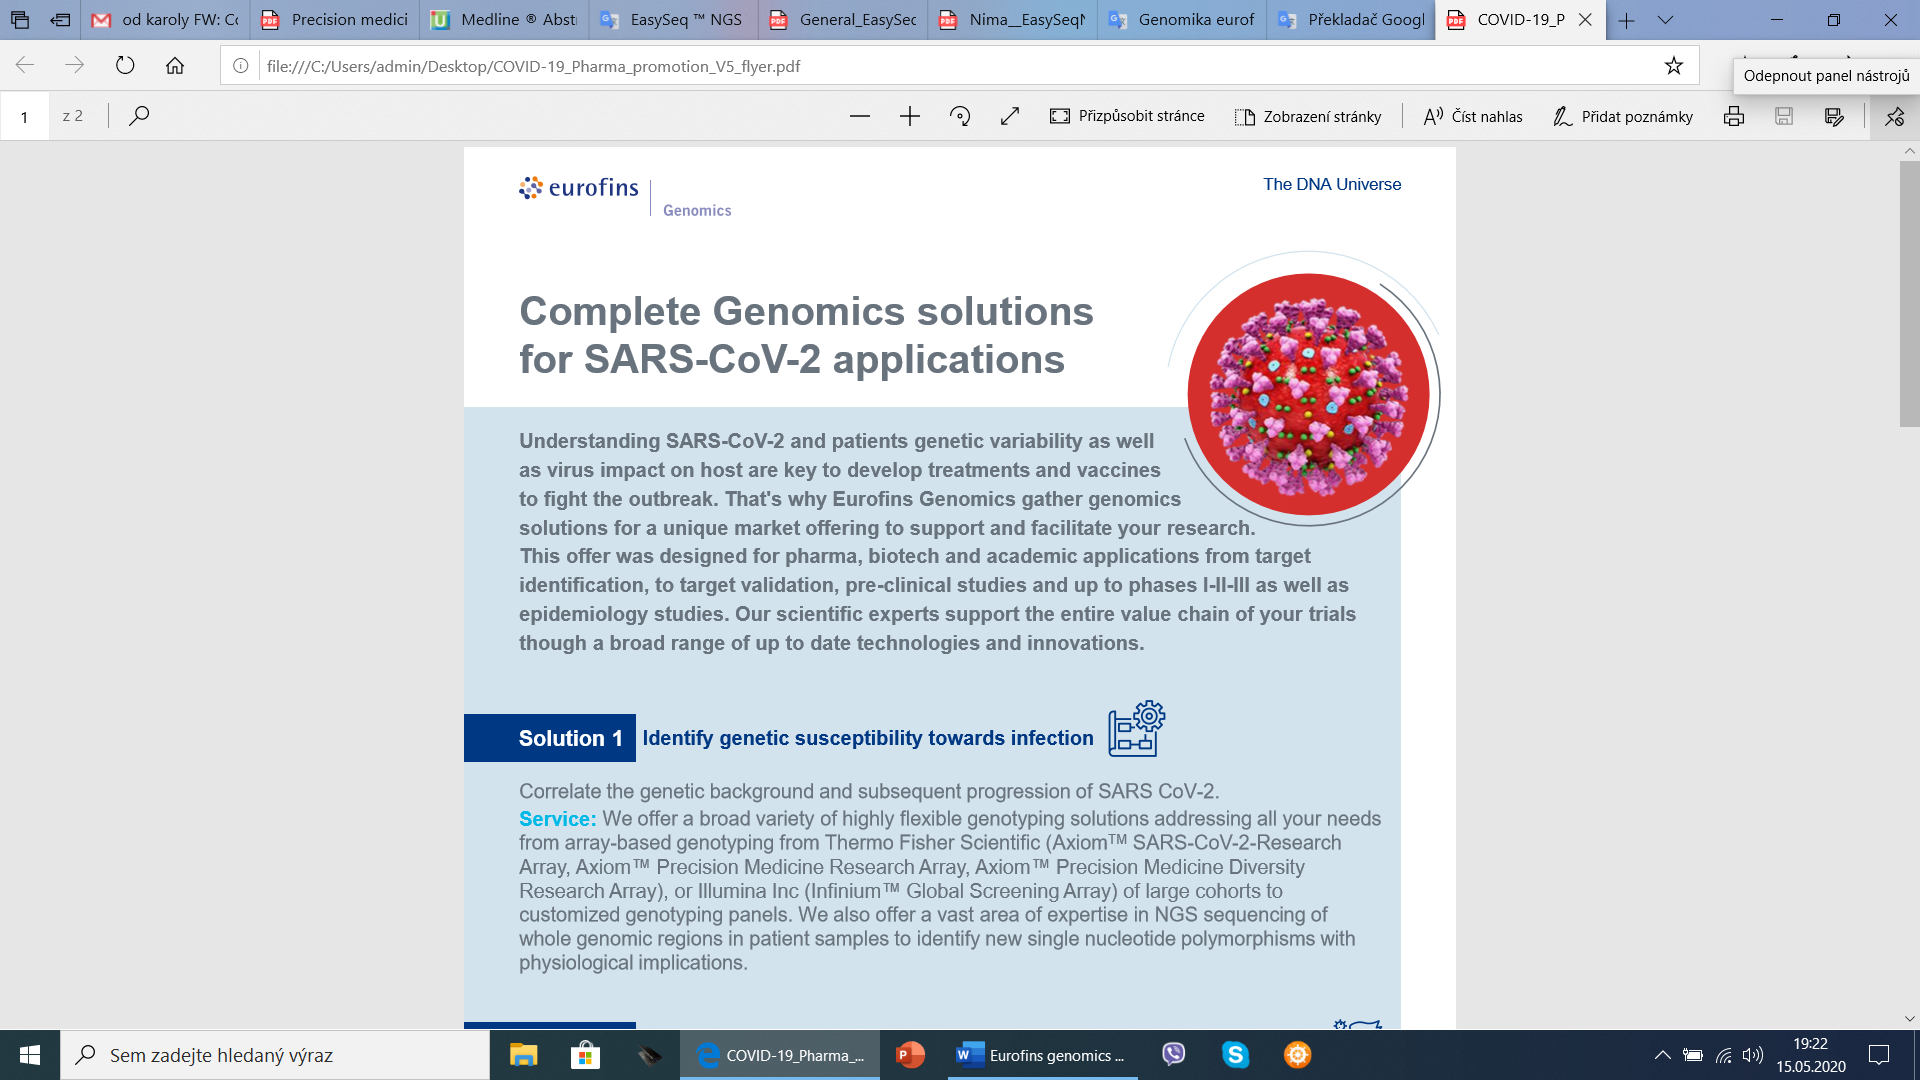 od karoly FW: Co
Precision medici
Medline ® Abst
EasySeq ™ NGS
General_EasySec
Nima__EasySeqN
Genomika eurof
Překladač Googl
COVID-19_P
file:///C:/Users/admin/Desktop/COVID-19_Pharma_promotion_V5_flyer.pdf
Odepnout panel nástrojů
1
z 2
Přizpůsobit stránce
Zobrazení stránky
Číst nahlas
Přidat poznámky
eurofins
Genomics
The DNA Universe
Complete Genomics solutions
for SARS-CoV-2 applications
Understanding SARS-CoV-2 and patients genetic variability as well
as virus impact on host are key to develop treatments and vaccines
to fight the outbreak. That's why Eurofins Genomics gather genomics
solutions for a unique market offering to support and facilitate your research.
This offer was designed for pharma, biotech and academic applications from target
identification, to target validation, pre-clinical studies and up to phases I-II-III as well as
epidemiology studies. Our scientific experts support the entire value chain of your trials
though a broad range of up to date technologies and innovations.
Solution 1 Identify genetic susceptibility towards infection
Correlate the genetic background and subsequent progression of SARS CoV-2.
Service: We offer a broad variety of highly flexible genotyping solutions addressing all your needs
from array-based genotyping from Thermo Fisher Scientific (Axiom™ SARS-CoV-2-Research
Array, Axiom™ Precision Medicine Research Array, Axiom™ Precision Medicine Diversity
Research Array), or Illumina Inc (Infinium™ Global Screening Array) of large cohorts to
customized genotyping panels. We also offer a vast area of expertise in NGS sequencing of
whole genomic regions in patient samples to identify new single nucleotide polymorphisms with
physiological implications.
Sem zadejte hledaný výraz
COVID-19_Pharma_...
Eurofins genomics ...
19:22
15.05.2020